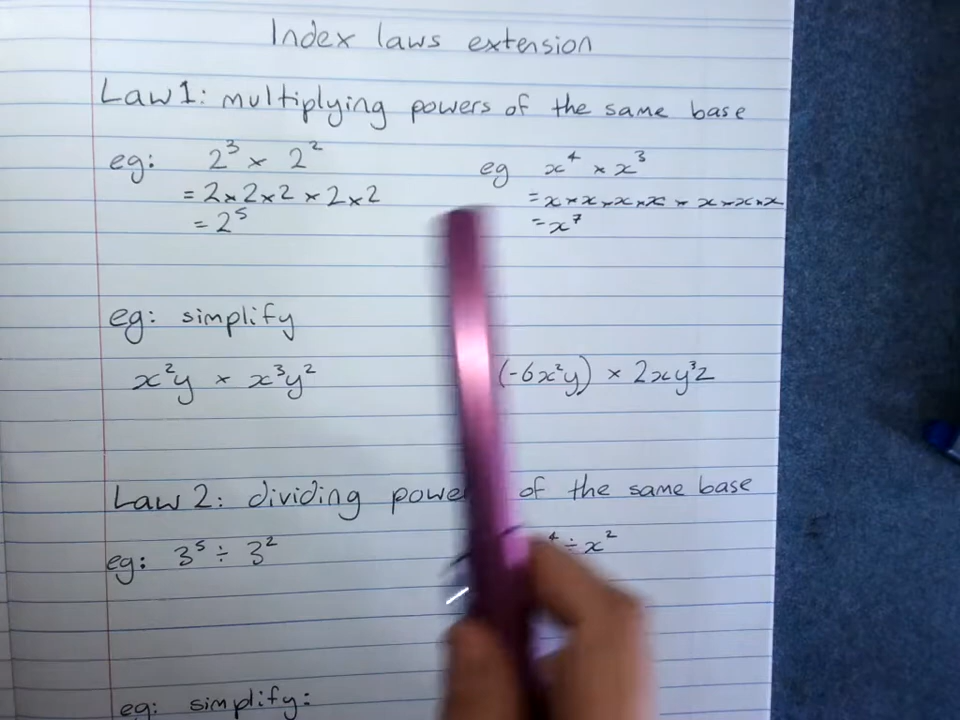 Index laws extension
Law 1: multiplying powers of the same base
eg: 2³ × 2²
= 2×2×2 × 2×2
= 2⁵
eg x⁴ × x³
= x×x×x×x × x×x×x
= x⁷
eg: simplify
x²y × x³y²
(-6x²y) × 2xy³z
Law 2: dividing of the same base
eg: 3⁵ ÷ 3²
⁴ ÷ x²
eg: simplify: